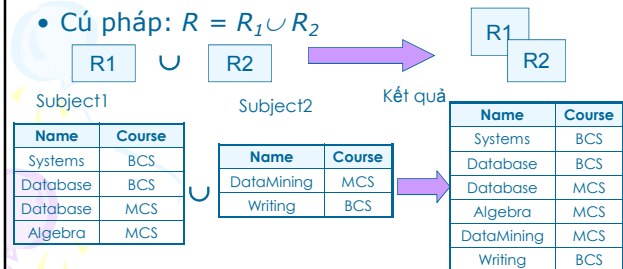 • Cú pháp: R = R₁∪ R₂
R1 ∪ R2
R1
R2
Subject1
Subject2
Kết quả
Name Course
Systems BCS
Database BCS
Database MCS
Algebra MCS
∪
Name Course
DataMining MCS
Writing BCS
Name Course
Systems BCS
Database BCS
Database MCS
Algebra MCS
DataMining MCS
Writing BCS